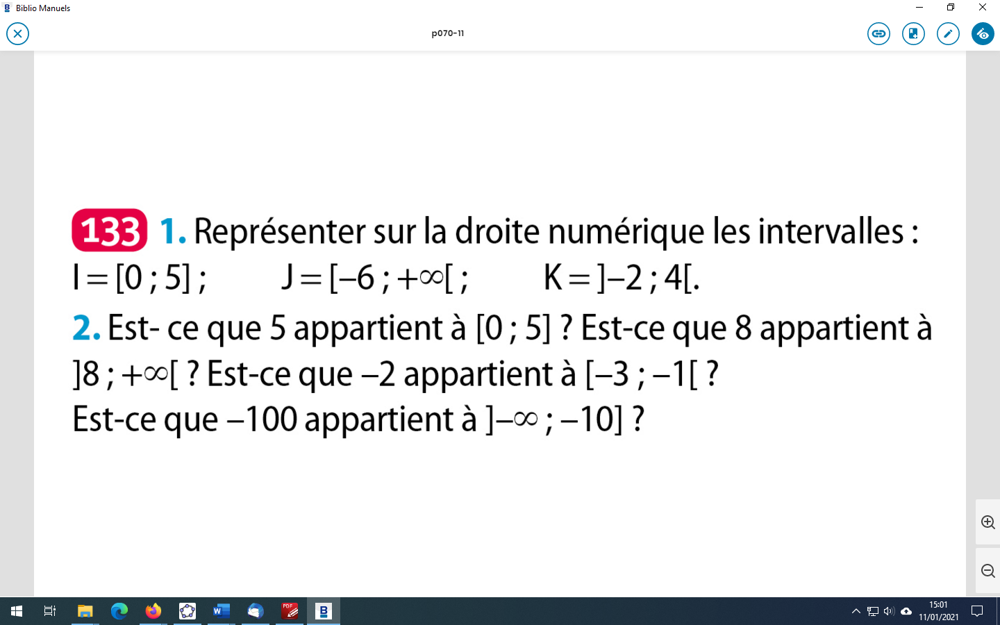 Biblio Manuels
p070-11
133 1. Représenter sur la droite numérique les intervalles :
I = [0 ; 5] ; J = [–6 ; +∞[ ; K = ]–2 ; 4[.
2. Est- ce que 5 appartient à [0 ; 5] ? Est-ce que 8 appartient à
]8 ; +∞[ ? Est-ce que –2 appartient à [–3 ; –1[ ?
Est-ce que –100 appartient à ]–∞ ; –10] ?
15:01
11/01/2021